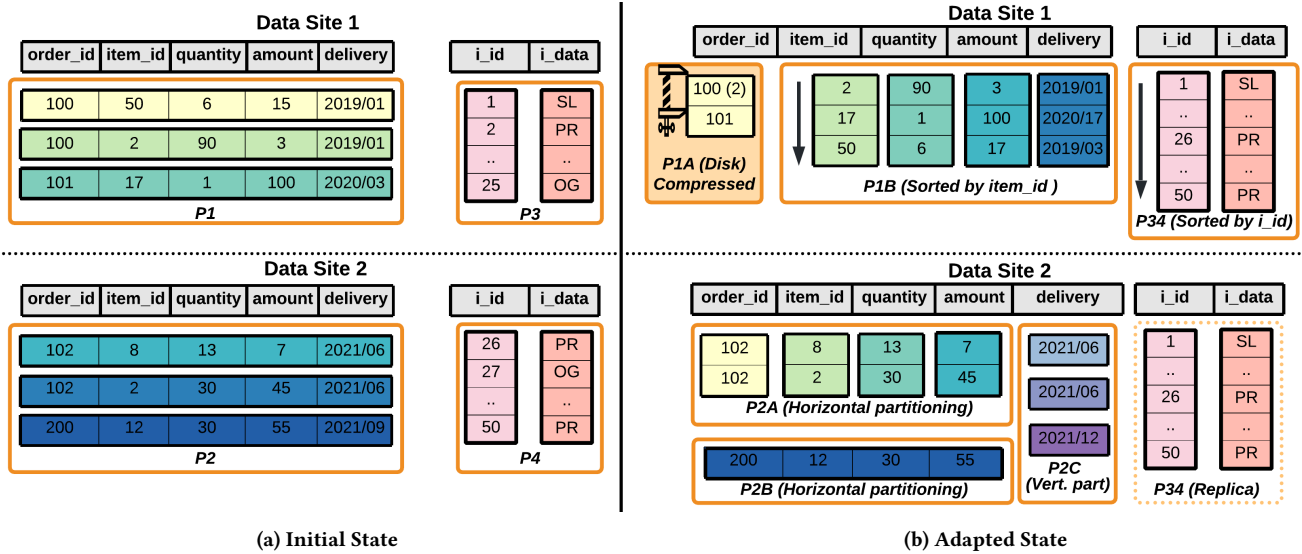 Data Site 1
order_id item_id quantity amount delivery i_id i_data
100 50 6 15 2019/01
100 2 90 3 2019/01
101 17 1 100 2020/03
P1
1 SL
2 PR
.. ..
25 OG
P3
Data Site 2
order_id item_id quantity amount delivery i_id i_data
102 8 13 7 2021/06
102 2 30 45 2021/06
200 12 30 55 2021/09
P2
26 PR
27 OG
.. ..
50 PR
P4
(a) Initial State
Data Site 1
order_id item_id quantity amount delivery i_id i_data
100 (2)
101
P1A (Disk)
Compressed
2 90 3 2019/01
17 1 100 2020/17
50 6 17 2019/03
P1B (Sorted by item_id )
1 SL
.. ..
26 PR
.. ..
50 PR
P34 (Sorted by i_id)
Data Site 2
order_id item_id quantity amount delivery i_id i_data
102 8 13 7
102 2 30 45
P2A (Horizontal partitioning)
200 12 30 55
P2B (Horizontal partitioning)
2021/06
2021/06
2021/12
P2C
(Vert. part)
1 SL
.. ..
26 PR
.. ..
50 PR
P34 (Replica)
(b) Adapted State